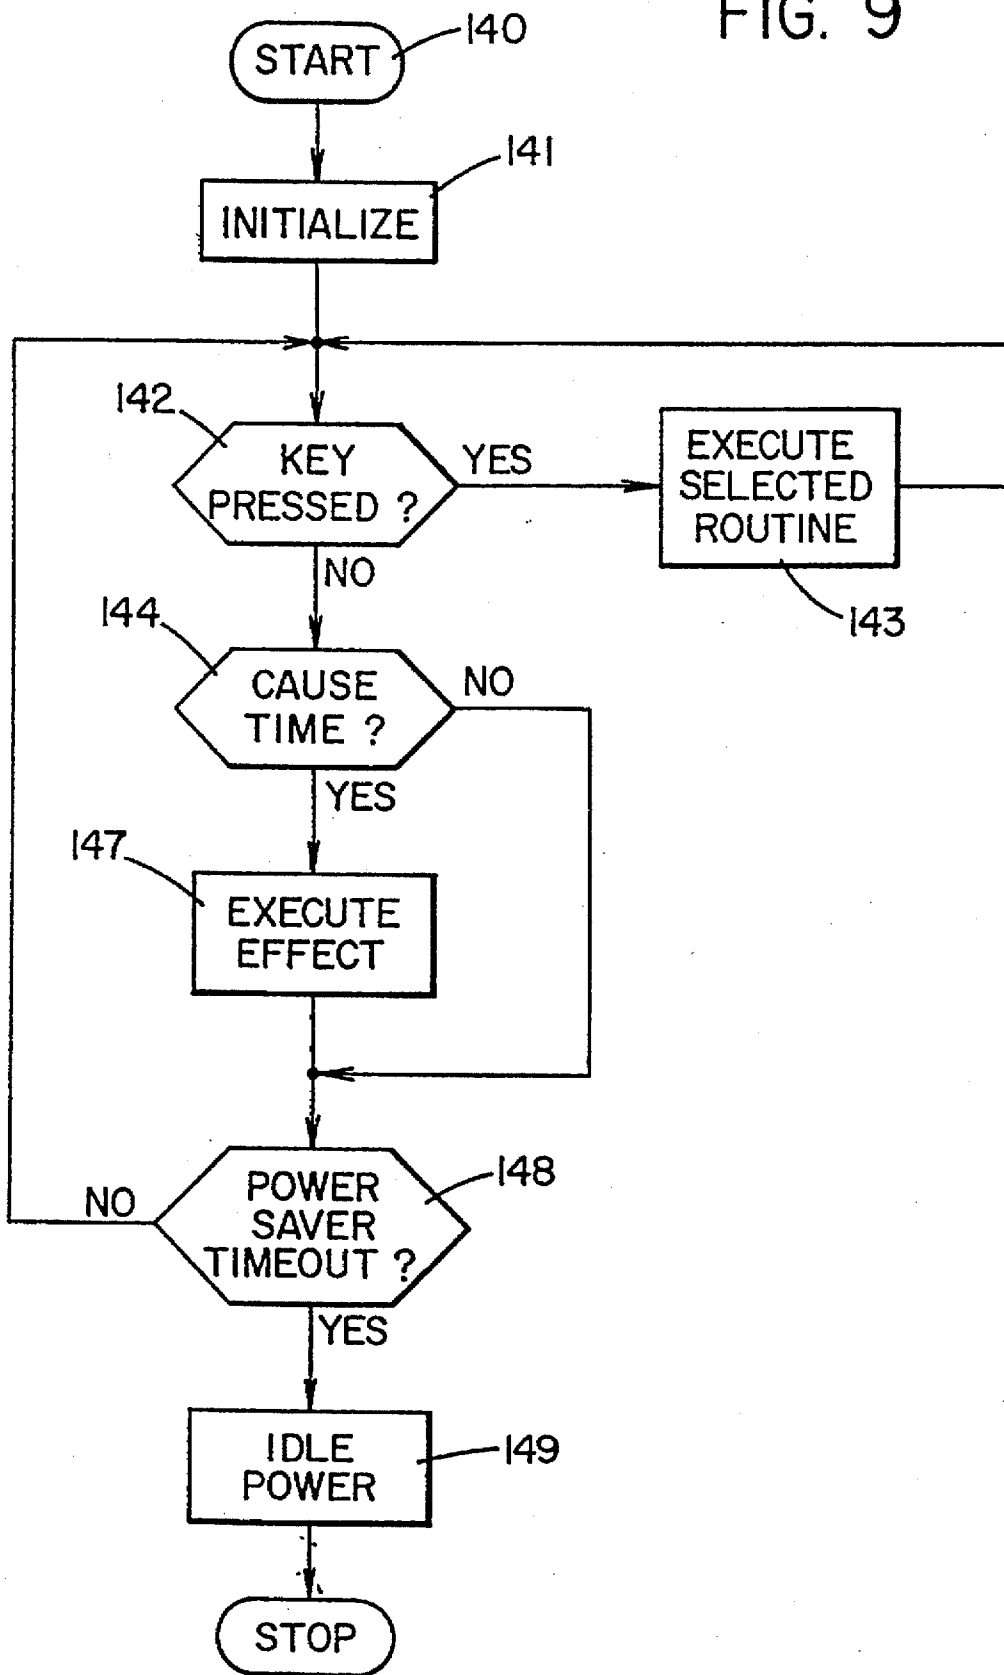 FIG. 9
START
140
INITIALIZE
141
142
KEY
PRESSED ?
YES
NO
EXECUTE
SELECTED
ROUTINE
143
144
CAUSE
TIME ?
NO
YES
147
EXECUTE
EFFECT
POWER
SAVER
TIMEOUT ?
148
NO
YES
IDLE
POWER
149
STOP